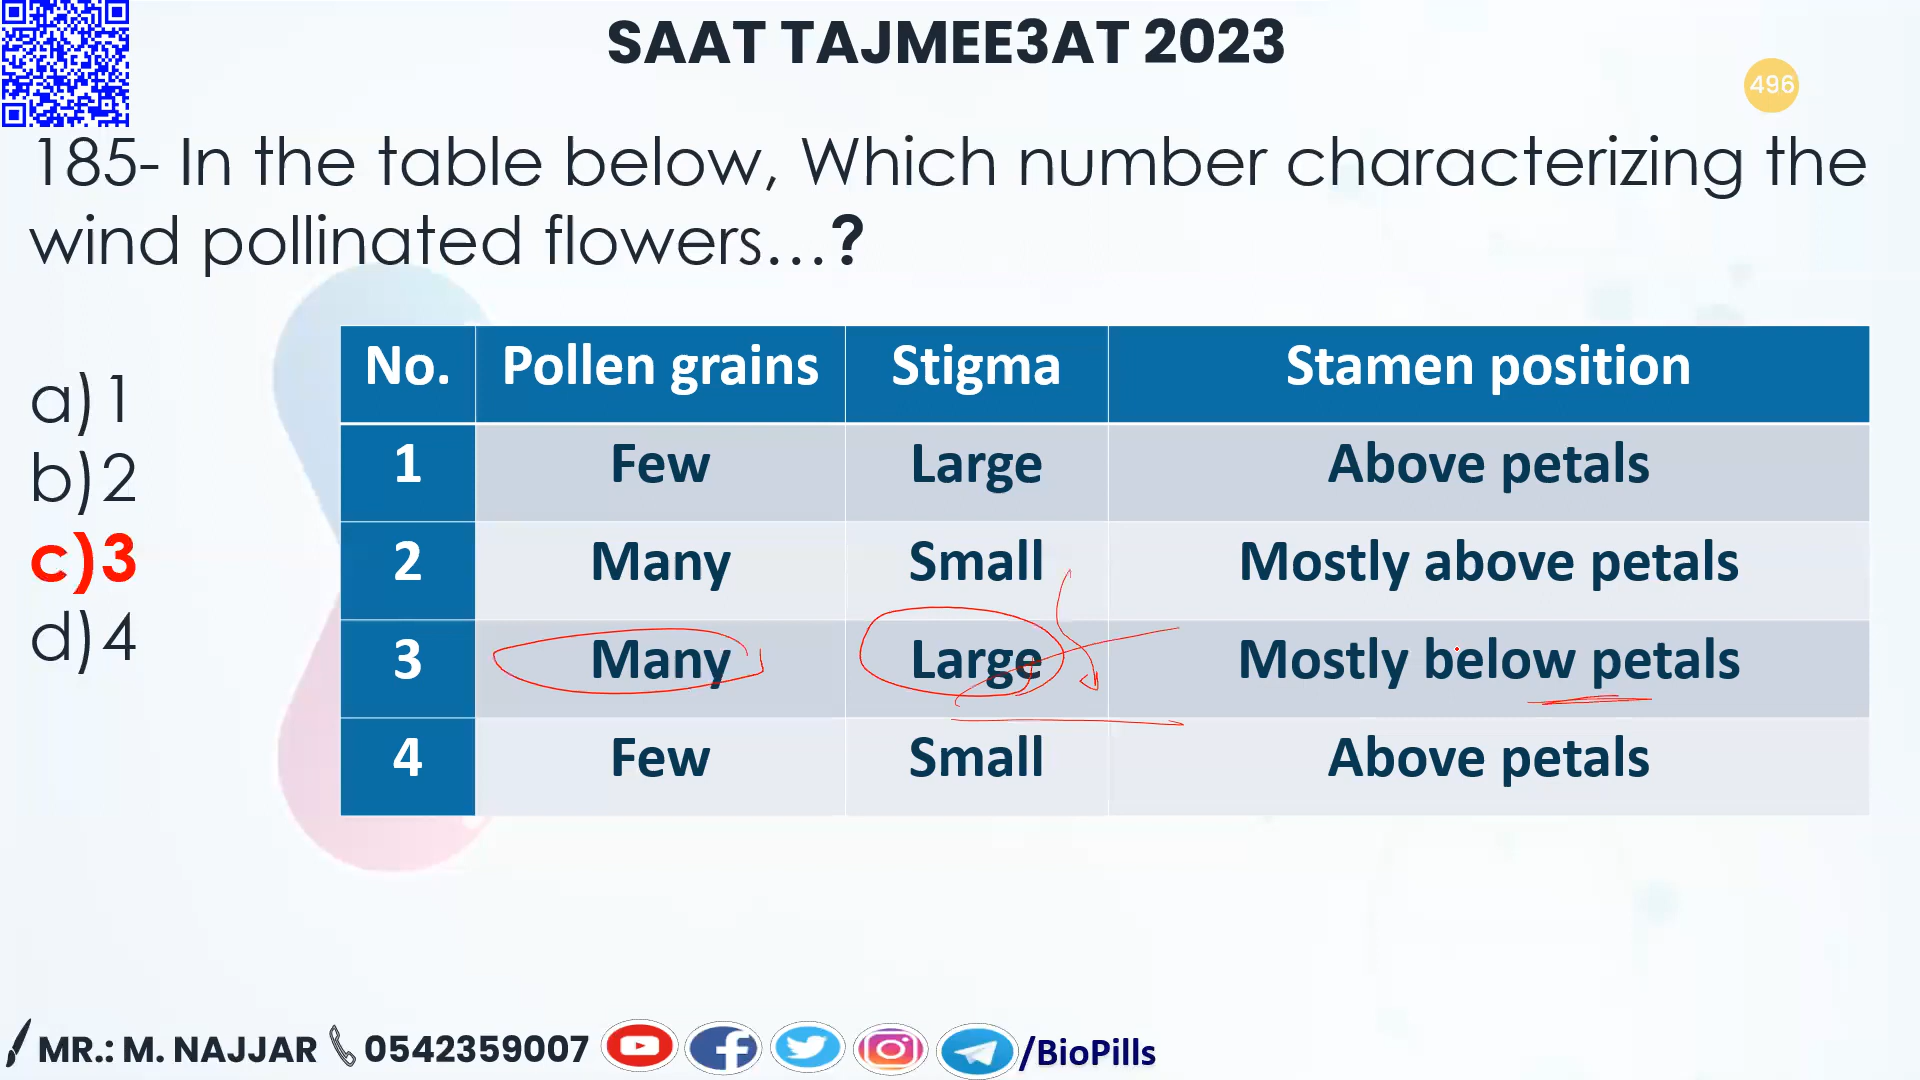 SAAT TAJMEE3AT 2023
496
185- In the table below, Which number characterizing the
wind pollinated flowers...?
a)1
b)2
c)3
d)4
No. Pollen grains Stigma Stamen position
1 Few Large Above petals
2 Many Small Mostly above petals
3 Many Large Mostly below petals
4 Few Small Above petals
MR.: M. NAJJAR 0542359007 /BioPills